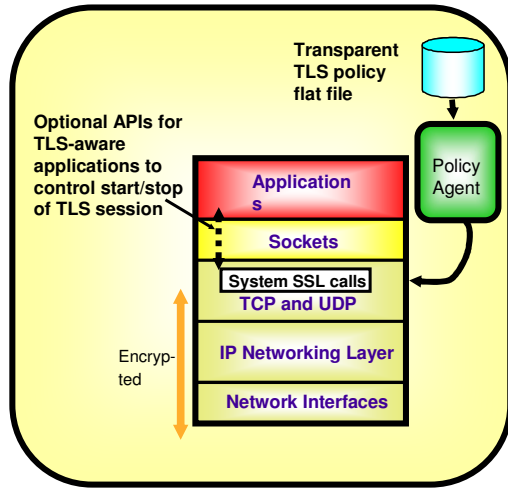 Transparent
TLS policy
flat file
Optional APIs for
TLS-aware
applications to
control start/stop
of TLS session
Policy
Agent
Application
s
Sockets
System SSL calls
TCP and UDP
Encryp-
ted
IP Networking Layer
Network Interfaces